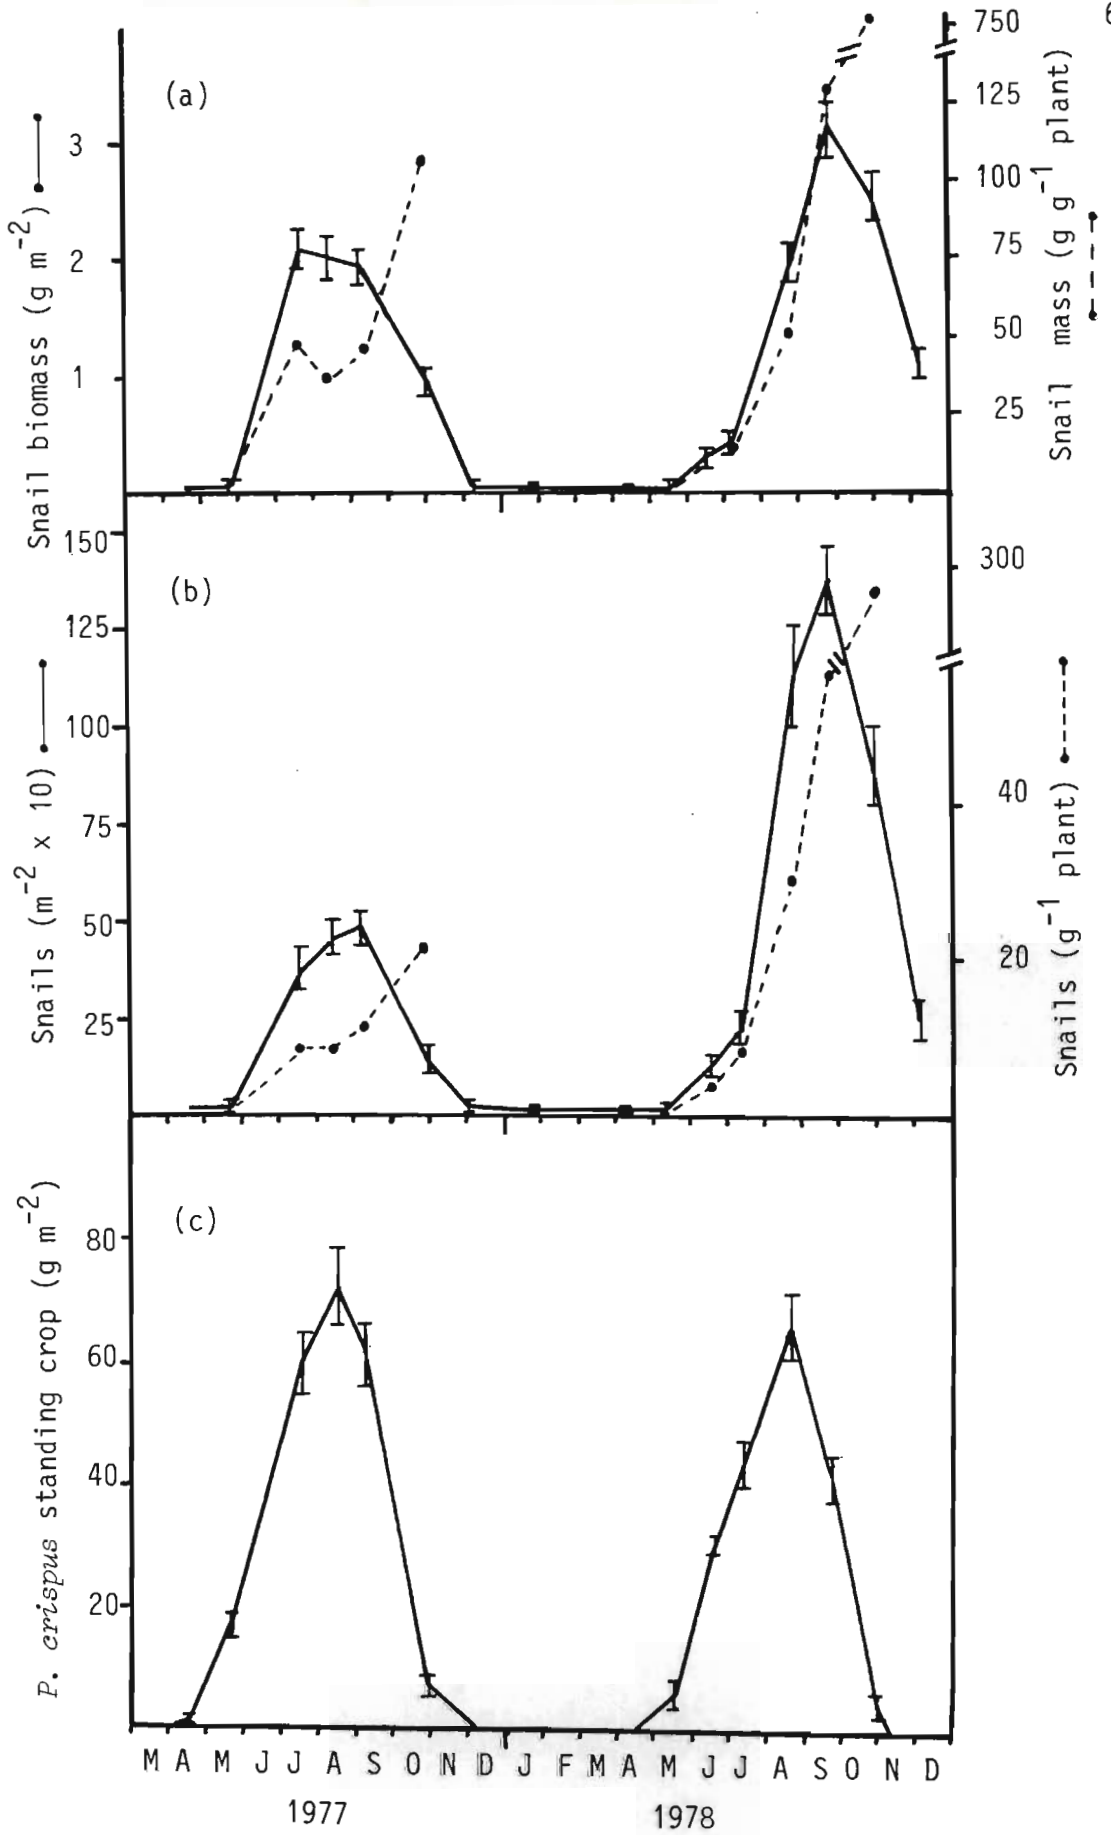 6
(a)
Snail biomass (g m⁻²)
3
2
1
750
125
100
75
50
25
Snail mass (g g⁻¹ plant)
(b)
Snails (m⁻² x 10)
150
125
100
75
50
25
300
40
20
Snails (g⁻¹ plant)
(c)
P. crispus standing crop (g m⁻²)
80
60
40
20
M A M J J A S O N D J F M A M J J A S O N D
1977 1978